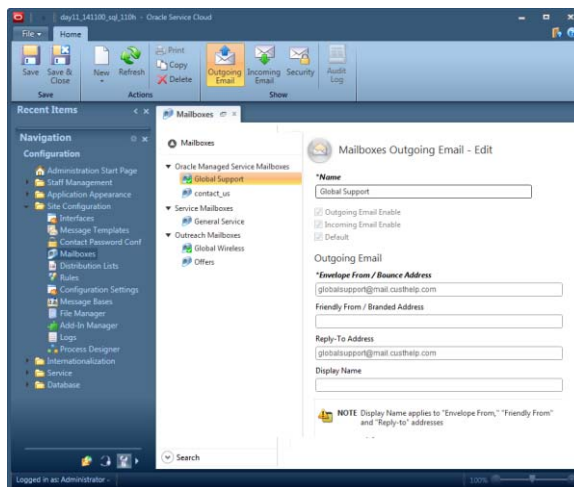 day11_141100_sql_110h - Oracle Service Cloud
File Home
Save
Save & Close
New
Refresh
Print
Copy
Delete
Outgoing Email
Incoming Email
Security
Audit Log
Save
Actions
Show
Recent Items
Mailboxes
Navigation
Configuration
Administration Start Page
Staff Management
Application Appearance
Site Configuration
Interfaces
Message Templates
Contact Password Conf
Mailboxes
Distribution Lists
Rules
Configuration Settings
Message Bases
File Manager
Add-In Manager
Logs
Process Designer
Internationalization
Service
Database
Mailboxes
Oracle Managed Service Mailboxes
Global Support
contact_us
Service Mailboxes
General Service
Outreach Mailboxes
Global Wireless
Offers
Search
Mailboxes Outgoing Email - Edit
*Name
Global Support
Outgoing Email Enable
Incoming Email Enable
Default
Outgoing Email
*Envelope From / Bounce Address
globalsupport@mail.custhelp.com
Friendly From / Branded Address
Reply-To Address
globalsupport@mail.custhelp.com
Display Name
NOTE Display Name applies to "Envelope From," "Friendly From"
and "Reply-to" addresses
Logged in as: Administrator -
100%